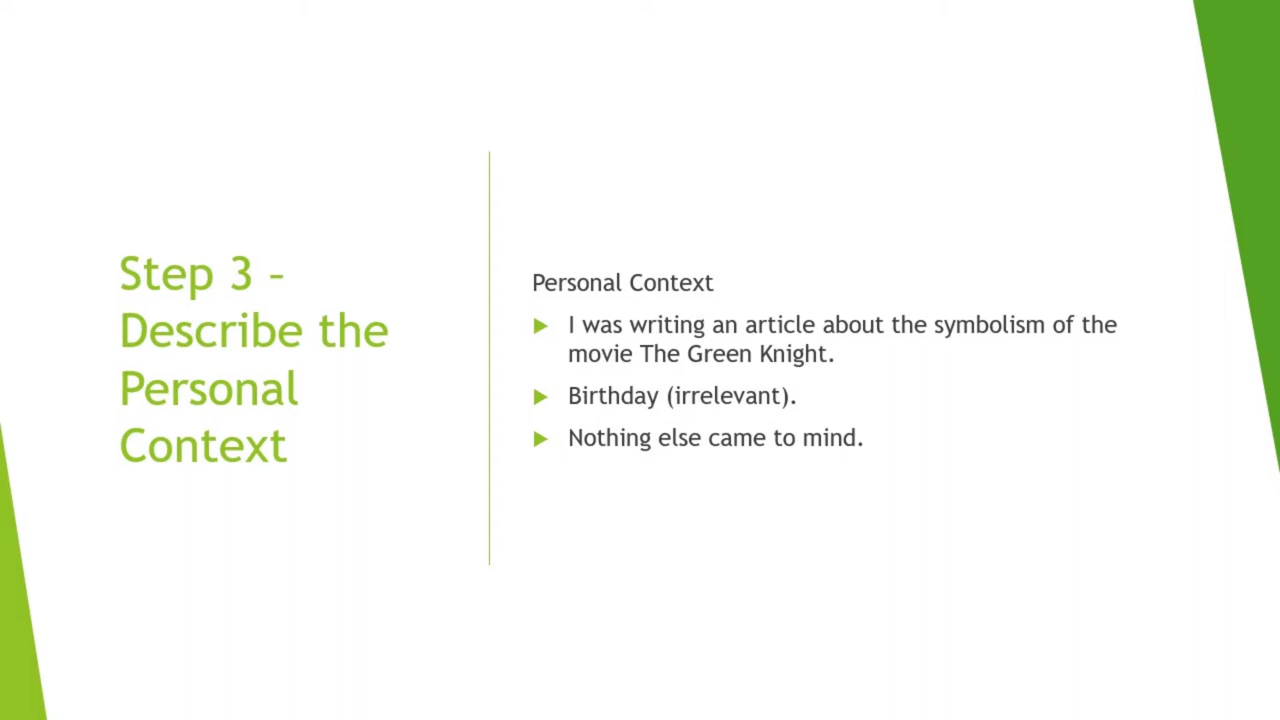 Step 3 –
Describe the
Personal
Context
Personal Context
I was writing an article about the symbolism of the
movie The Green Knight.
Birthday (irrelevant).
Nothing else came to mind.